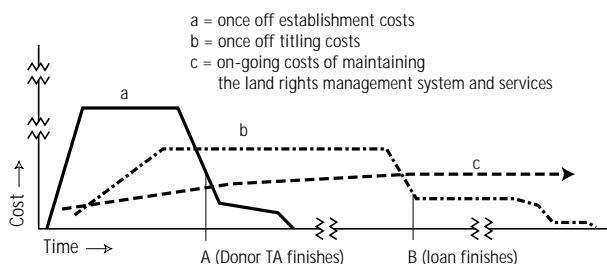 a = once off establishment costs
b = once off titling costs
c = on-going costs of maintaining
the land rights management system and services
a
b
c
Cost
Time
A (Donor TA finishes)
B (loan finishes)